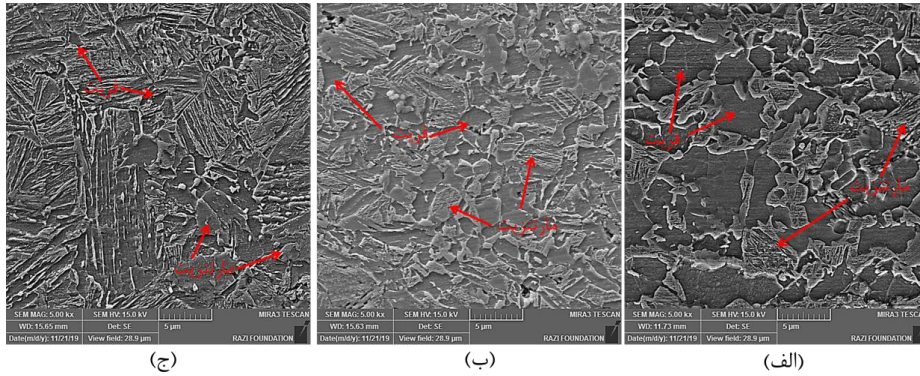 فریت
مارتنزیت
SEM MAG: 5.00 kx SEM HV: 15.0 kV MIRA3 TESCAN
WD: 11.73 mm Det: SE 5 µm
Date(m/d/y): 11/21/19 View field: 28.9 µm RAZI FOUNDATION
(الف)
فریت
مارتنزیت
SEM MAG: 5.00 kx SEM HV: 15.0 kV MIRA3 TESCAN
WD: 15.63 mm Det: SE 5 µm
Date(m/d/y): 11/21/19 View field: 28.9 µm RAZI FOUNDATION
(ب)
فریت
مارتنزیت
SEM MAG: 5.00 kx SEM HV: 15.0 kV MIRA3 TESCAN
WD: 15.65 mm Det: SE 5 µm
Date(m/d/y): 11/21/19 View field: 28.9 µm RAZI FOUNDATION
(ج)